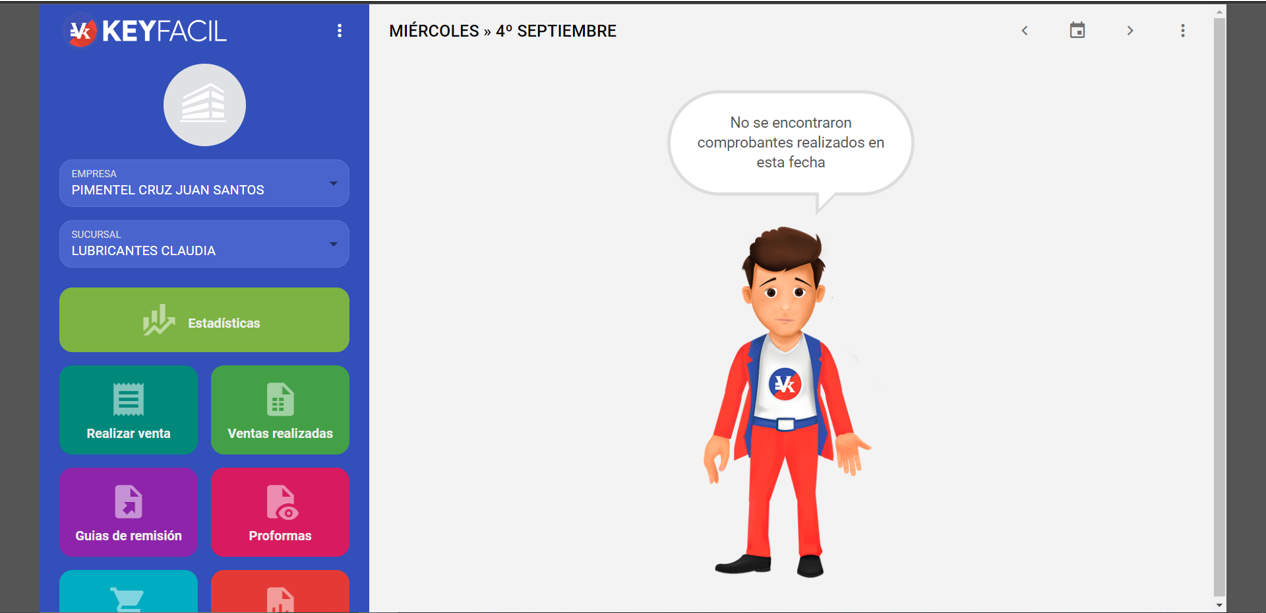 KEYFACIL
EMPRESA
PIMENTEL CRUZ JUAN SANTOS
SUCURSAL
LUBRICANTES CLAUDIA
Estadísticas
Realizar venta
Ventas realizadas
Guias de remisión
Proformas
MIÉRCOLES » 4º SEPTIEMBRE
No se encontraron
comprobantes realizados en
esta fecha